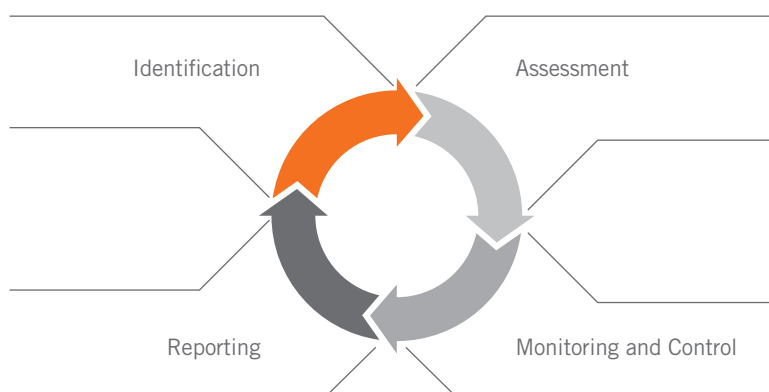 Identification
Assessment
Reporting
Monitoring and Control